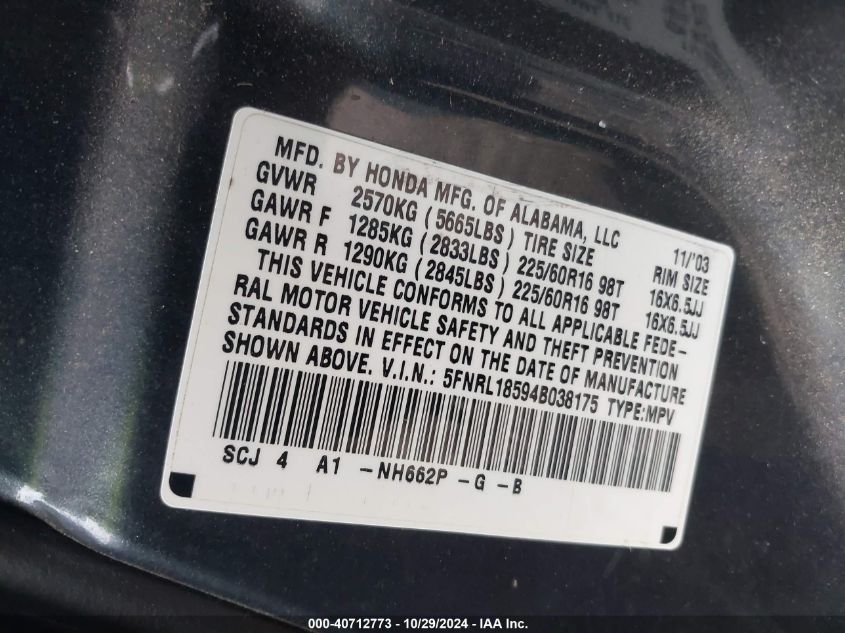 MFD. BY HONDA MFG. OF ALABAMA, LLC 11/'03
GVWR 2570KG (5665LBS) TIRE SIZE RIM SIZE
GAWR F 1285KG (2833LBS) 225/60R16 98T 16X6.5JJ
GAWR R 1290KG (2845LBS) 225/60R16 98T 16X6.5JJ
THIS VEHICLE CONFORMS TO ALL APPLICABLE FEDE-
RAL MOTOR VEHICLE SAFETY AND THEFT PREVENTION
STANDARDS IN EFFECT ON THE DATE OF MANUFACTURE
SHOWN ABOVE. V.I.N.: 5FNRL18594B038175 TYPE:MPV
SCJ 4 A1 -NH662P -G -B
000-40712773 - 10/29/2024 - IAA Inc.